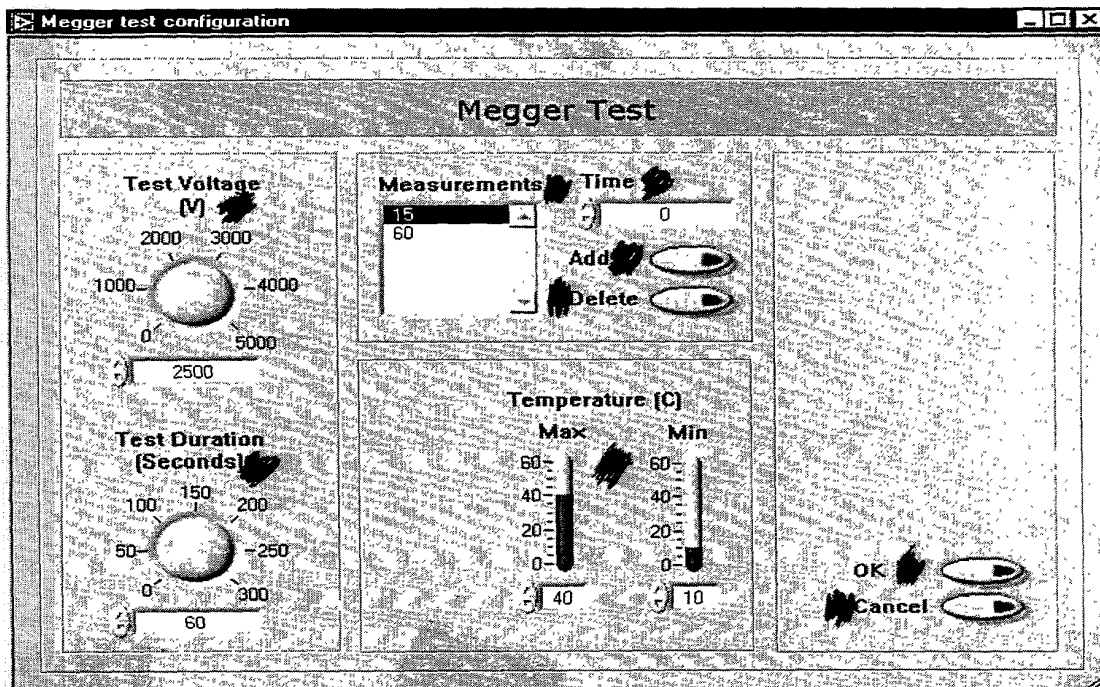 Megger test configuration
Megger Test
Test Voltage
(V)
2000 3000
1000 4000
0 5000
2500
Test Duration
(Seconds)
150
100 200
50 250
0 300
60
Measurements
15
60
Time
0
Add
Delete
Temperature (C)
Max Min
60 60
40 40
20 20
0 0
40 10
OK
Cancel